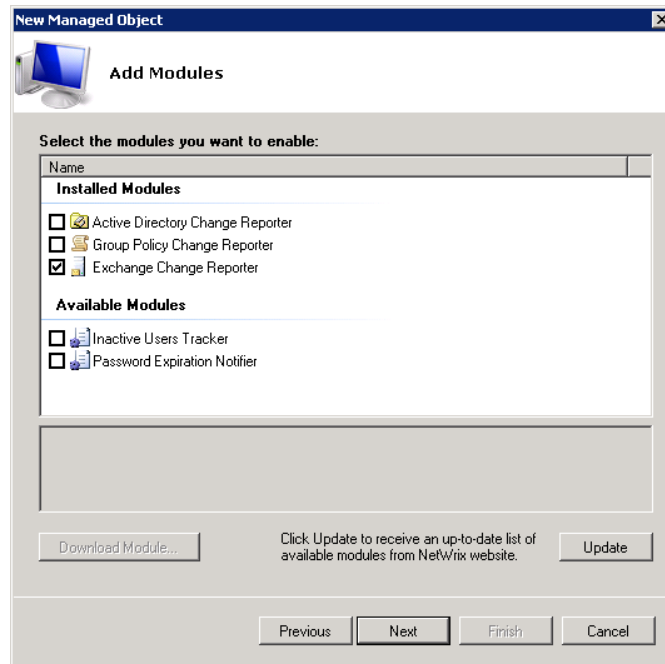 New Managed Object
Add Modules
Select the modules you want to enable:
Name
Installed Modules
Active Directory Change Reporter
Group Policy Change Reporter
Exchange Change Reporter
Available Modules
Inactive Users Tracker
Password Expiration Notifier
Download Module...
Click Update to receive an up-to-date list of
available modules from NetWrix website.
Update
Previous
Next
Finish
Cancel